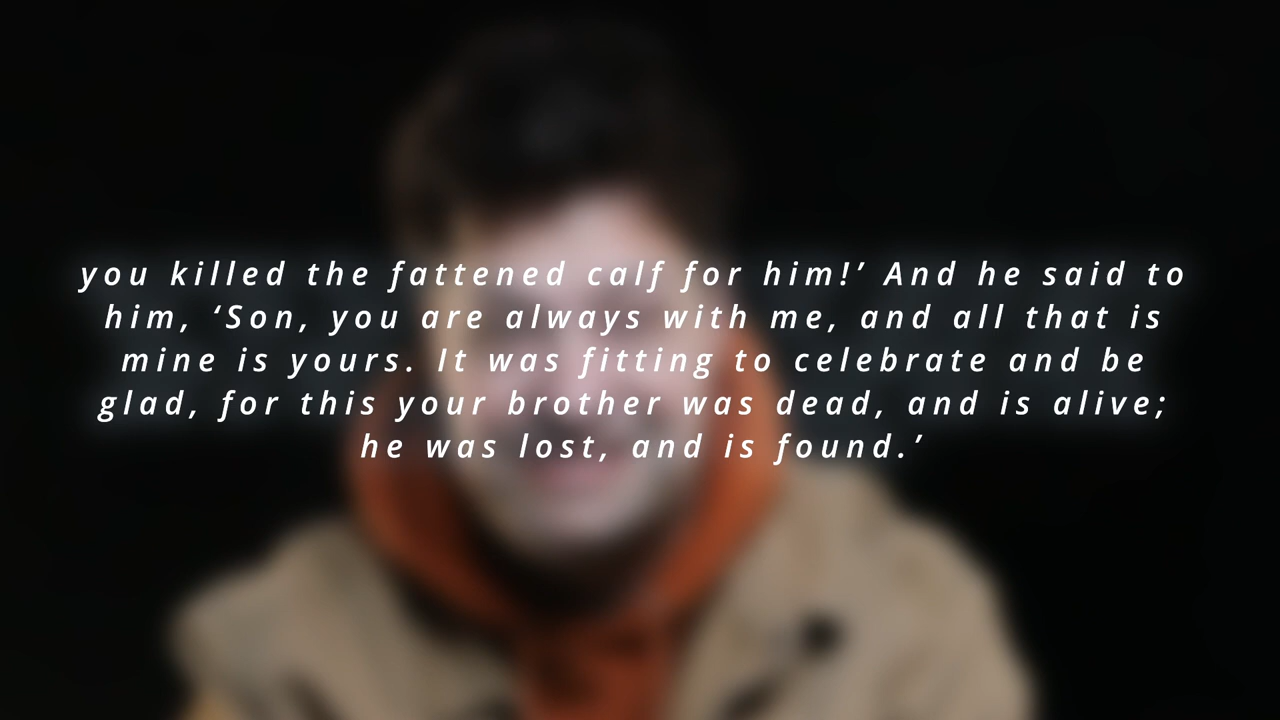 you killed the fattened calf for him!’ And he said to
him, ‘Son, you are always with me, and all that is
mine is yours. It was fitting to celebrate and be
glad, for this your brother was dead, and is alive;
he was lost, and is found.’